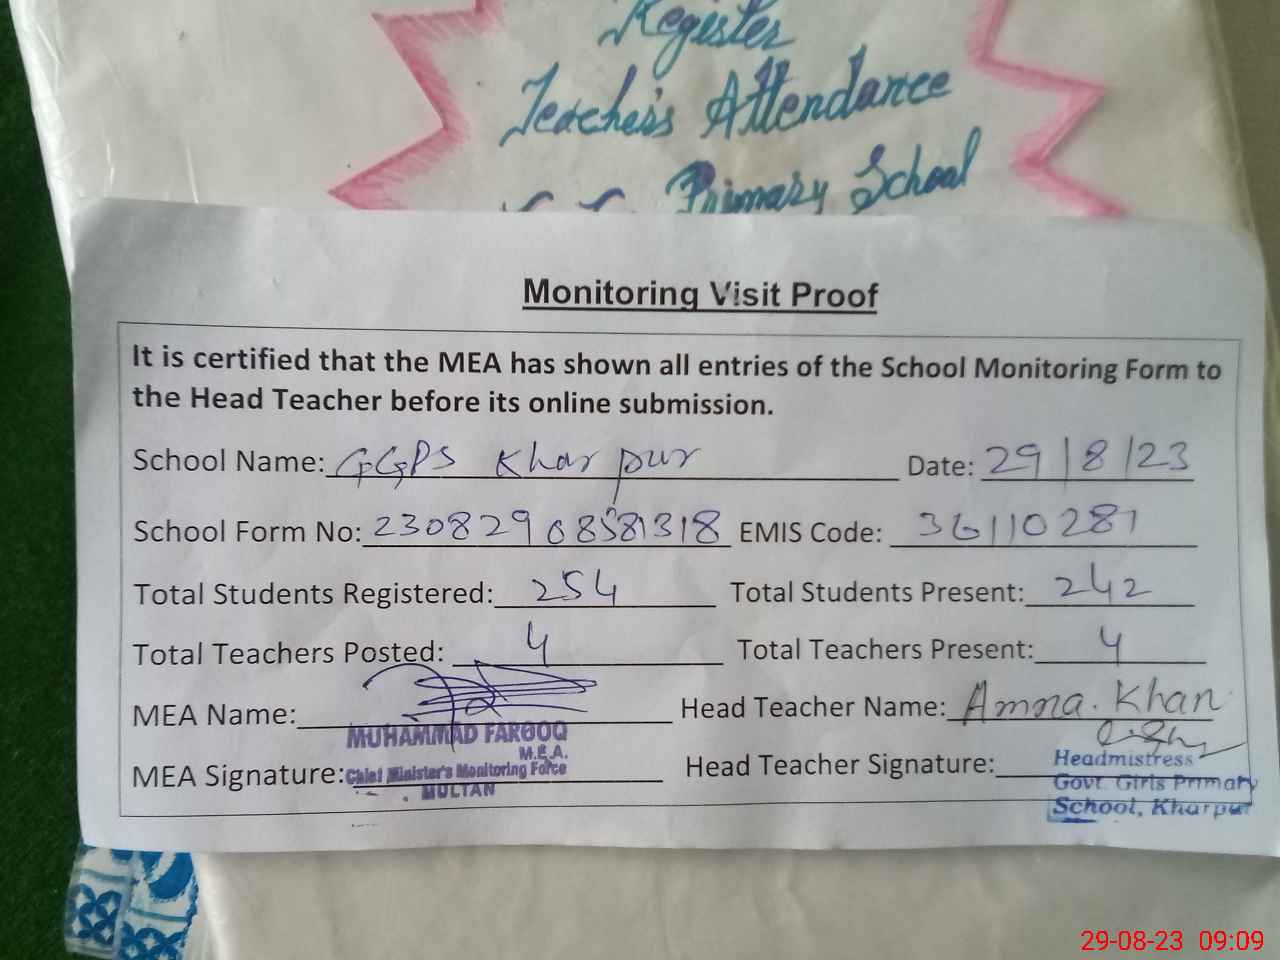 Register
Teacher's Attendance
Primary School
Monitoring Visit Proof
It is certified that the MEA has shown all entries of the School Monitoring Form to
the Head Teacher before its online submission.
School Name: GGPS Kharpur Date: 29/8/23
School Form No: 23082908581318 EMIS Code: 36110281
Total Students Registered: 254 Total Students Present: 242
Total Teachers Posted: 4 Total Teachers Present: 4
MEA Name: Head Teacher Name: Amna. Khan
MUHAMMAD FAROOQ
M.E.A.
MEA Signature: Chief Minister's Monitoring Force Head Teacher Signature:
MULTAN
Headmistress
Govt. Girls Primary
School, Kharpur
29-08-23 09:09